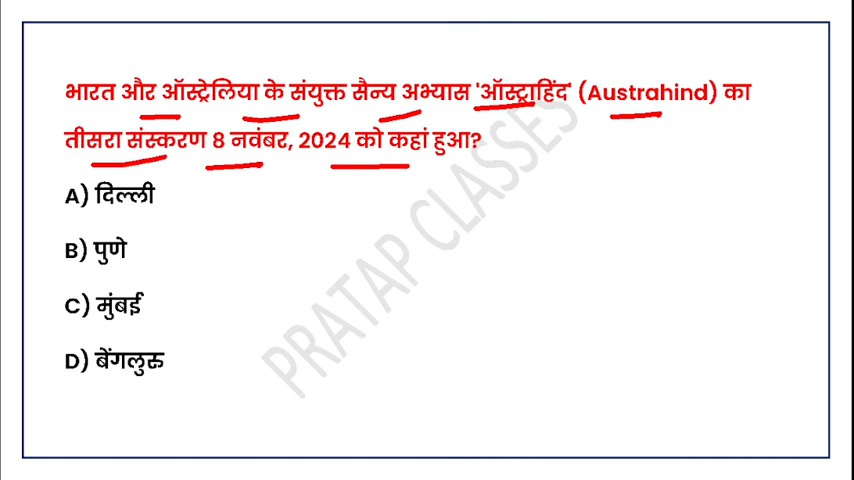 भारत और ऑस्ट्रेलिया के संयुक्त सैन्य अभ्यास 'ऑस्ट्राहिंद' (Austrahind) का
तीसरा संस्करण 8 नवंबर, 2024 को कहां हुआ?
A) दिल्ली
B) पुणे
C) मुंबई
D) बेंगलुरु
PRATAP CLASSES